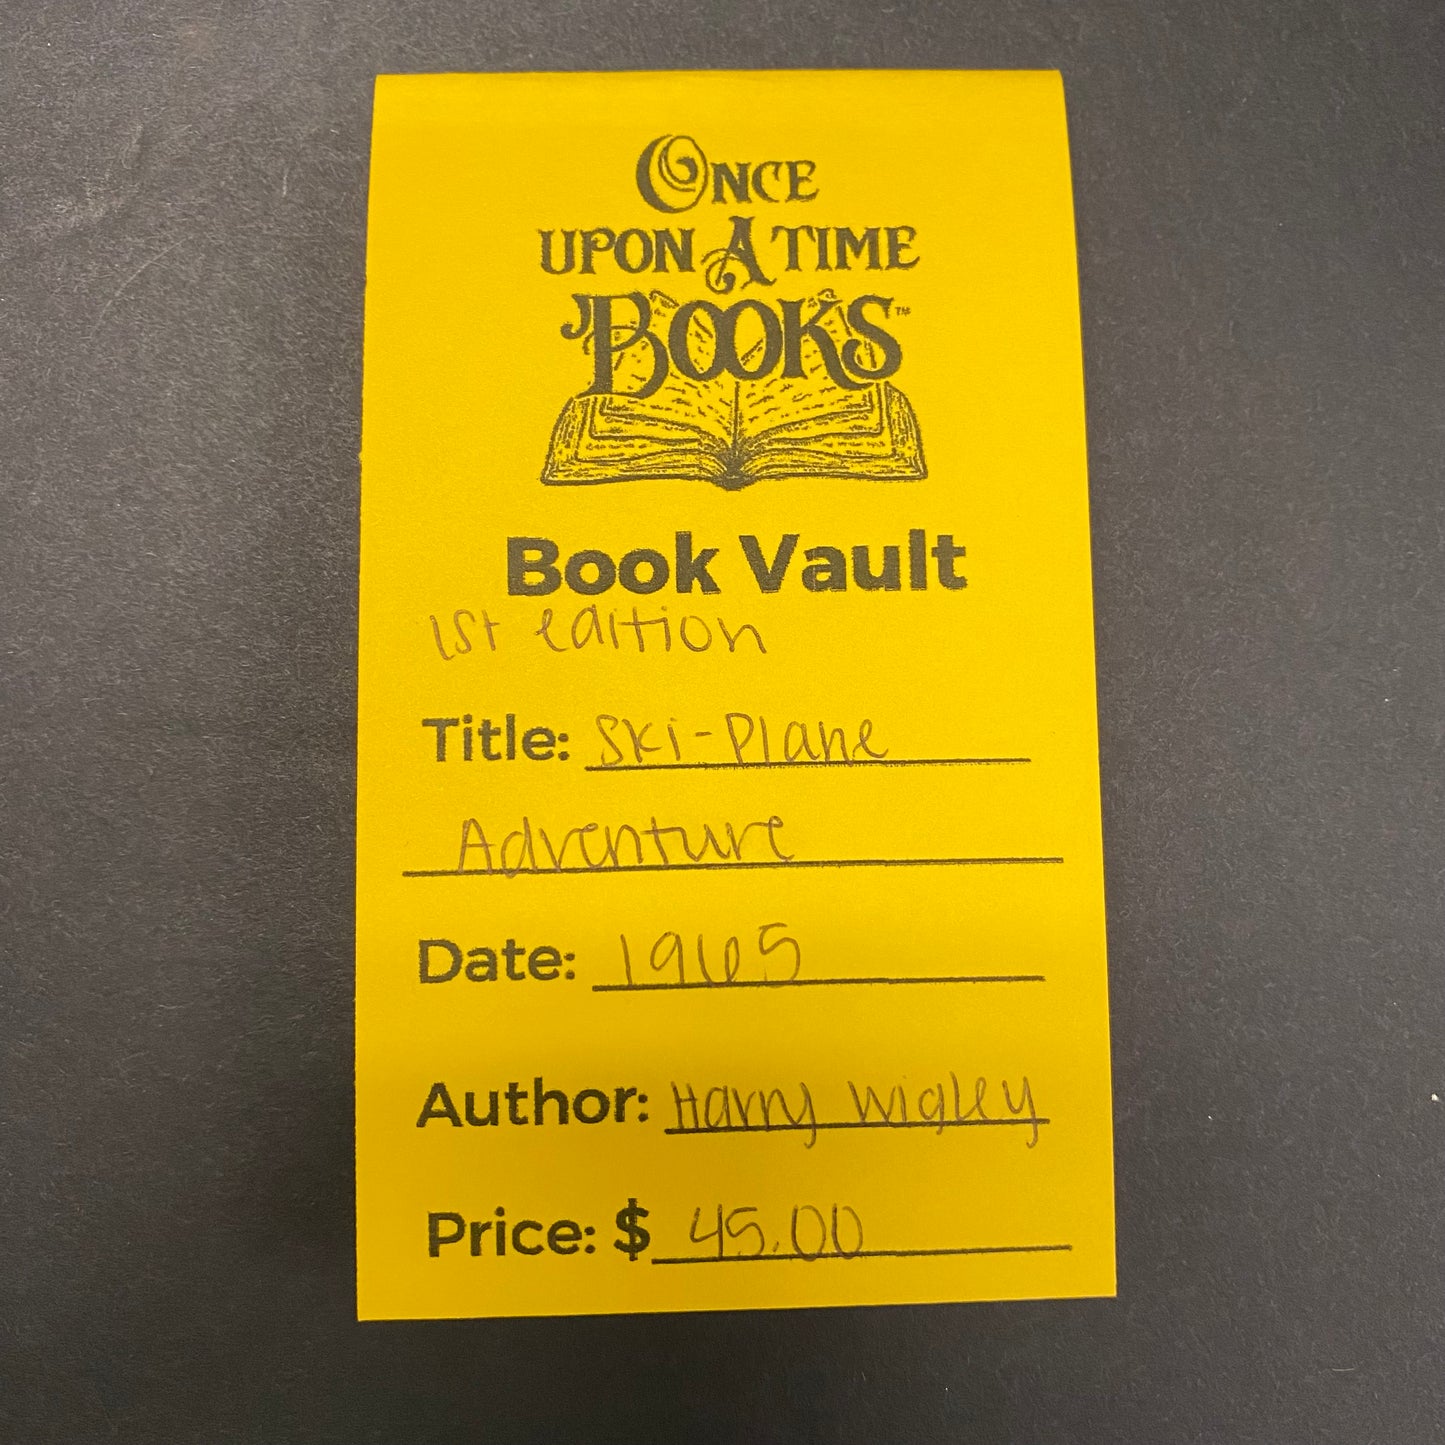 ONCE
UPON A TIME
BOOKS™
Book Vault
1st edition
Title: Ski-Plane
Adventure
Date: 1965
Author: Harry Wigley
Price: $ 45.00